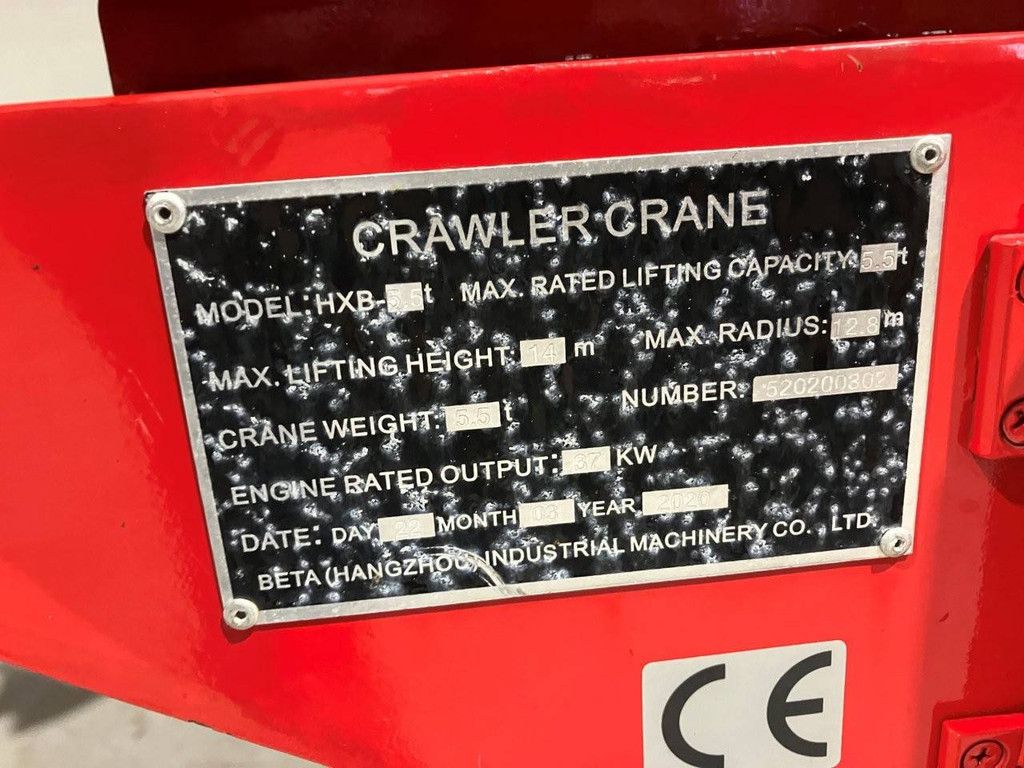 CRAWLER CRANE
MODEL: HXB-5.5t MAX. RATED LIFTING CAPACITY: 5.5t
MAX. LIFTING HEIGHT: 14 m MAX. RADIUS: 12.8m
CRANE WEIGHT: 5.5 t NUMBER: 520200302
ENGINE RATED OUTPUT: 37 KW
DATE: DAY 22 MONTH 03 YEAR 2020
BETA (HANGZHOU) INDUSTRIAL MACHINERY CO. , LTD
CE